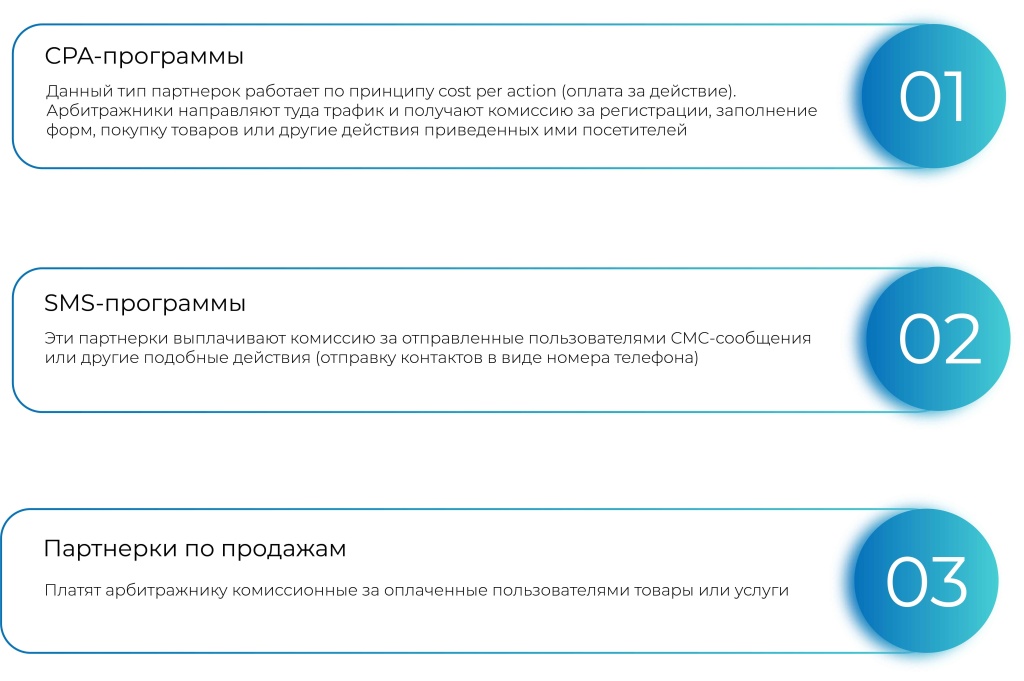 CPA-программы
Данный тип партнерок работает по принципу cost per action (оплата за действие).
Арбитражники направляют туда трафик и получают комиссию за регистрации, заполнение
форм, покупку товаров или другие действия приведенных ими посетителей
01
SMS-программы
Эти партнерки выплачивают комиссию за отправленные пользователями СМС-сообщения
или другие подобные действия (отправку контактов в виде номера телефона)
02
Партнерки по продажам
Платят арбитражнику комиссионные за оплаченные пользователями товары или услуги
03